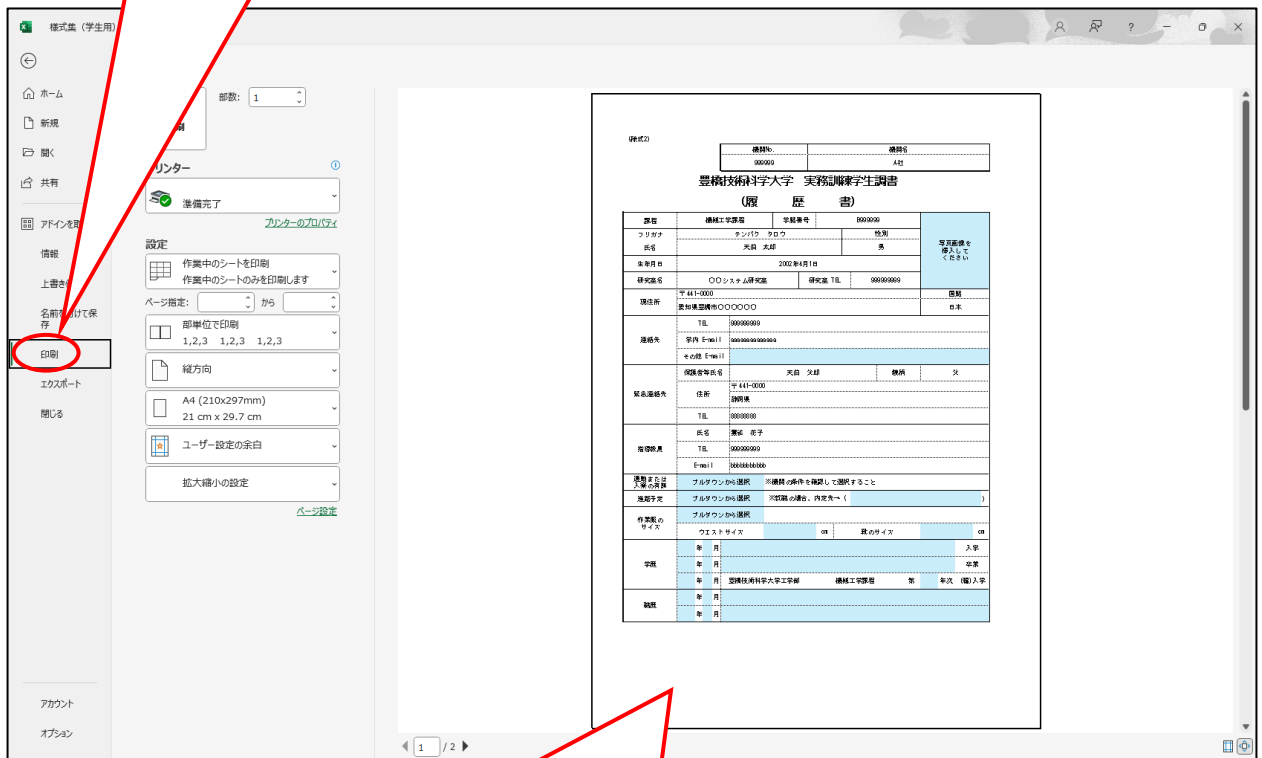 様式集（学生用）
?
ホーム
新規
開く
共有
アドインを取
情報
上書き
名前を付けて保
存
印刷
エクスポート
閉じる
アカウント
オプション
部数: 1
刷
リンター
準備完了
プリンターのプロパティ
設定
作業中のシートを印刷
作業中のシートのみを印刷します
ページ指定: から
部単位で印刷
1,2,3 1,2,3 1,2,3
縦方向
A4 (210x297mm)
21 cm x 29.7 cm
ユーザー設定の余白
拡大縮小の設定
ページ設定
(様式2)
機関No. 機関名
999999 A社
豊橋技術科学大学 実務訓練学生調書
(履 歴 書)
課程 機械工学課程 学籍番号 B999999
フリガナ テンパク タロウ 性別
氏名 天伯 太郎 男
写真画像を
挿入して
ください
生年月日 2002年4月1日
研究室名 〇〇システム研究室 研究室 TEL 999999999
現住所 〒441-0000 国籍
愛知県豊橋市〇〇〇〇〇〇 日本
連絡先 TEL
学内 E-mail
その他 E-mail
緊急連絡先 保護者等氏名 天伯 父郎 続柄 父
住所 〒441-0000
静岡県
TEL 88888888
指導教員 氏名 花子
TEL 999999999
E-mail
通勤または
入寮の有無 プルダウンから選択 ※機関の条件を確認して選択すること
進路予定 プルダウンから選択 ※就職の場合、内定先→ ( )
作業服の
サイズ プルダウンから選択
ウエストサイズ cm 靴のサイズ cm
学歴 年 月 入学
年 月 卒業
年 月 豊橋技術科学大学工学部 機械工学課程 第 年次 (編)入学
職歴 年 月
年 月
1 / 2